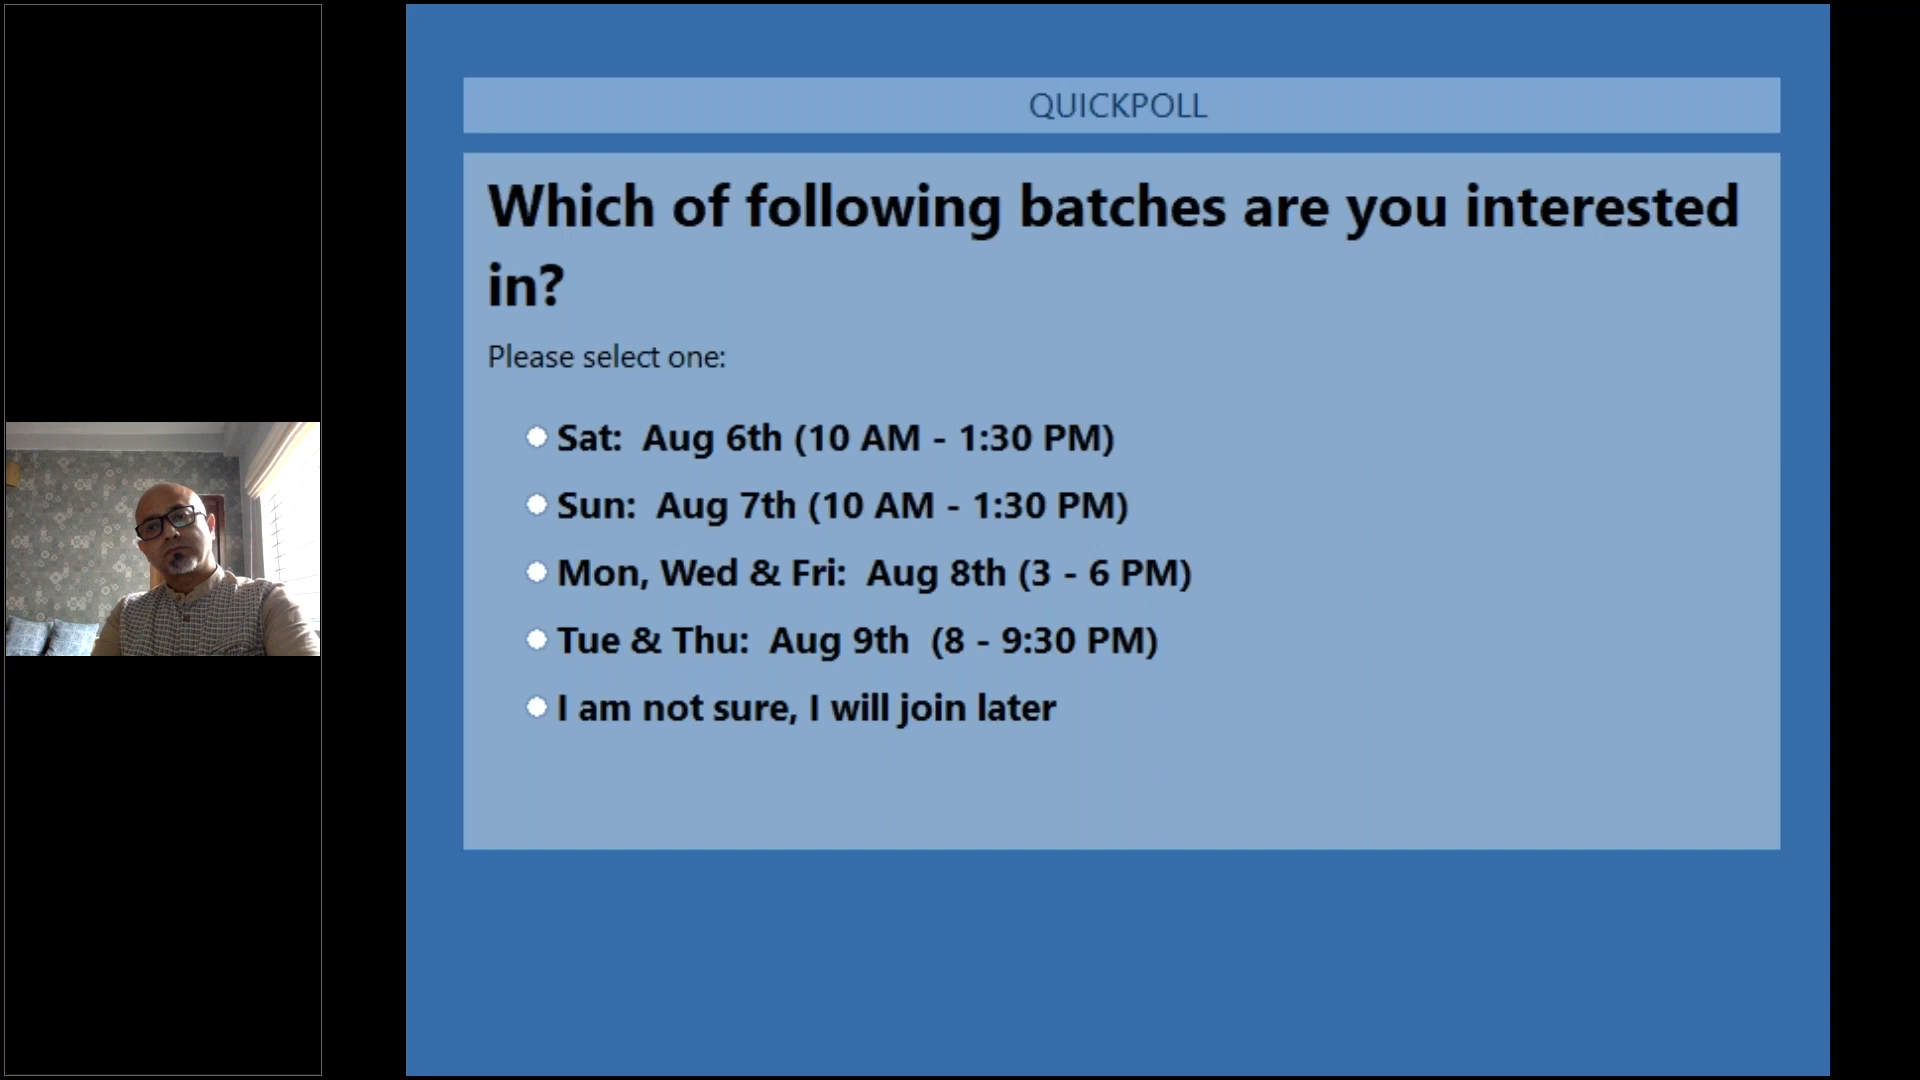 QUICKPOLL
Which of following batches are you interested
in?
Please select one:
Sat:  Aug 6th (10 AM - 1:30 PM)
Sun:  Aug 7th (10 AM - 1:30 PM)
Mon, Wed & Fri:  Aug 8th (3 - 6 PM)
Tue & Thu:  Aug 9th  (8 - 9:30 PM)
I am not sure, I will join later